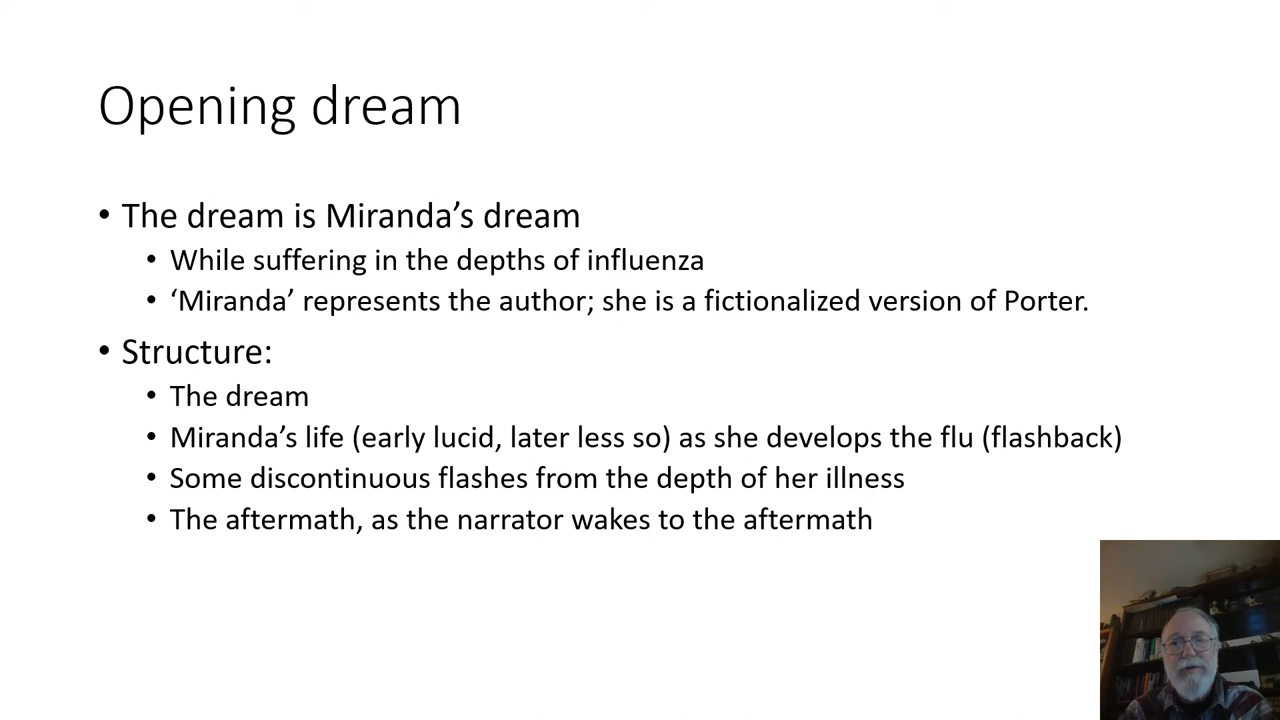 Opening dream
• The dream is Miranda’s dream
• While suffering in the depths of influenza
• ‘Miranda’ represents the author; she is a fictionalized version of Porter.
• Structure:
• The dream
• Miranda’s life (early lucid, later less so) as she develops the flu (flashback)
• Some discontinuous flashes from the depth of her illness
• The aftermath, as the narrator wakes to the aftermath